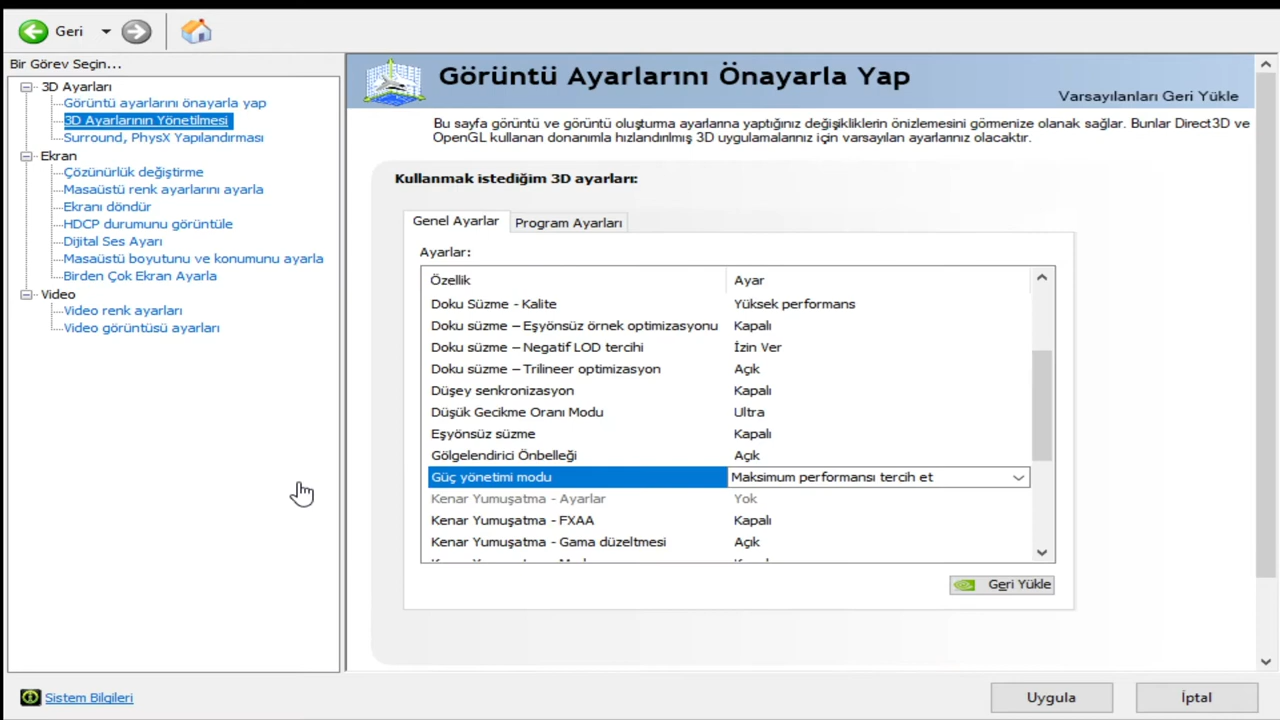 Geri
Bir Görev Seçin...
3D Ayarları
Görüntü ayarlarını önayarla yap
3D Ayarlarının Yönetilmesi
Surround, PhysX Yapılandırması
Ekran
Çözünürlük değiştirme
Masaüstü renk ayarlarını ayarla
Ekranı döndür
HDCP durumunu görüntüle
Dijital Ses Ayarı
Masaüstü boyutunu ve konumunu ayarla
Birden Çok Ekran Ayarla
Video
Video renk ayarları
Video görüntüsü ayarları
Sistem Bilgileri
Görüntü Ayarlarını Önayarla Yap
Varsayılanları Geri Yükle
Bu sayfa görüntü ve görüntü oluşturma ayarlarına yaptığınız değişikliklerin önizlemesini görmenize olanak sağlar. Bunlar Direct3D ve
OpenGL kullanan donanımla hızlandırılmış 3D uygulamalarınız için varsayılan ayarlarınız olacaktır.
Kullanmak istediğim 3D ayarları:
Genel Ayarlar Program Ayarları
Ayarlar:
Özellik Ayar
Doku Süzme - Kalite Yüksek performans
Doku süzme – Eşyönsüz örnek optimizasyonu Kapalı
Doku süzme – Negatif LOD tercihi İzin Ver
Doku süzme – Trilineer optimizasyon Açık
Düşey senkronizasyon Kapalı
Düşük Gecikme Oranı Modu Ultra
Eşyönsüz süzme Kapalı
Gölgelendirici Önbelleği Açık
Güç yönetimi modu Maksimum performansı tercih et
Kenar Yumuşatma - Ayarlar Yok
Kenar Yumuşatma - FXAA Kapalı
Kenar Yumuşatma - Gama düzeltmesi Açık
Geri Yükle
Uygula İptal